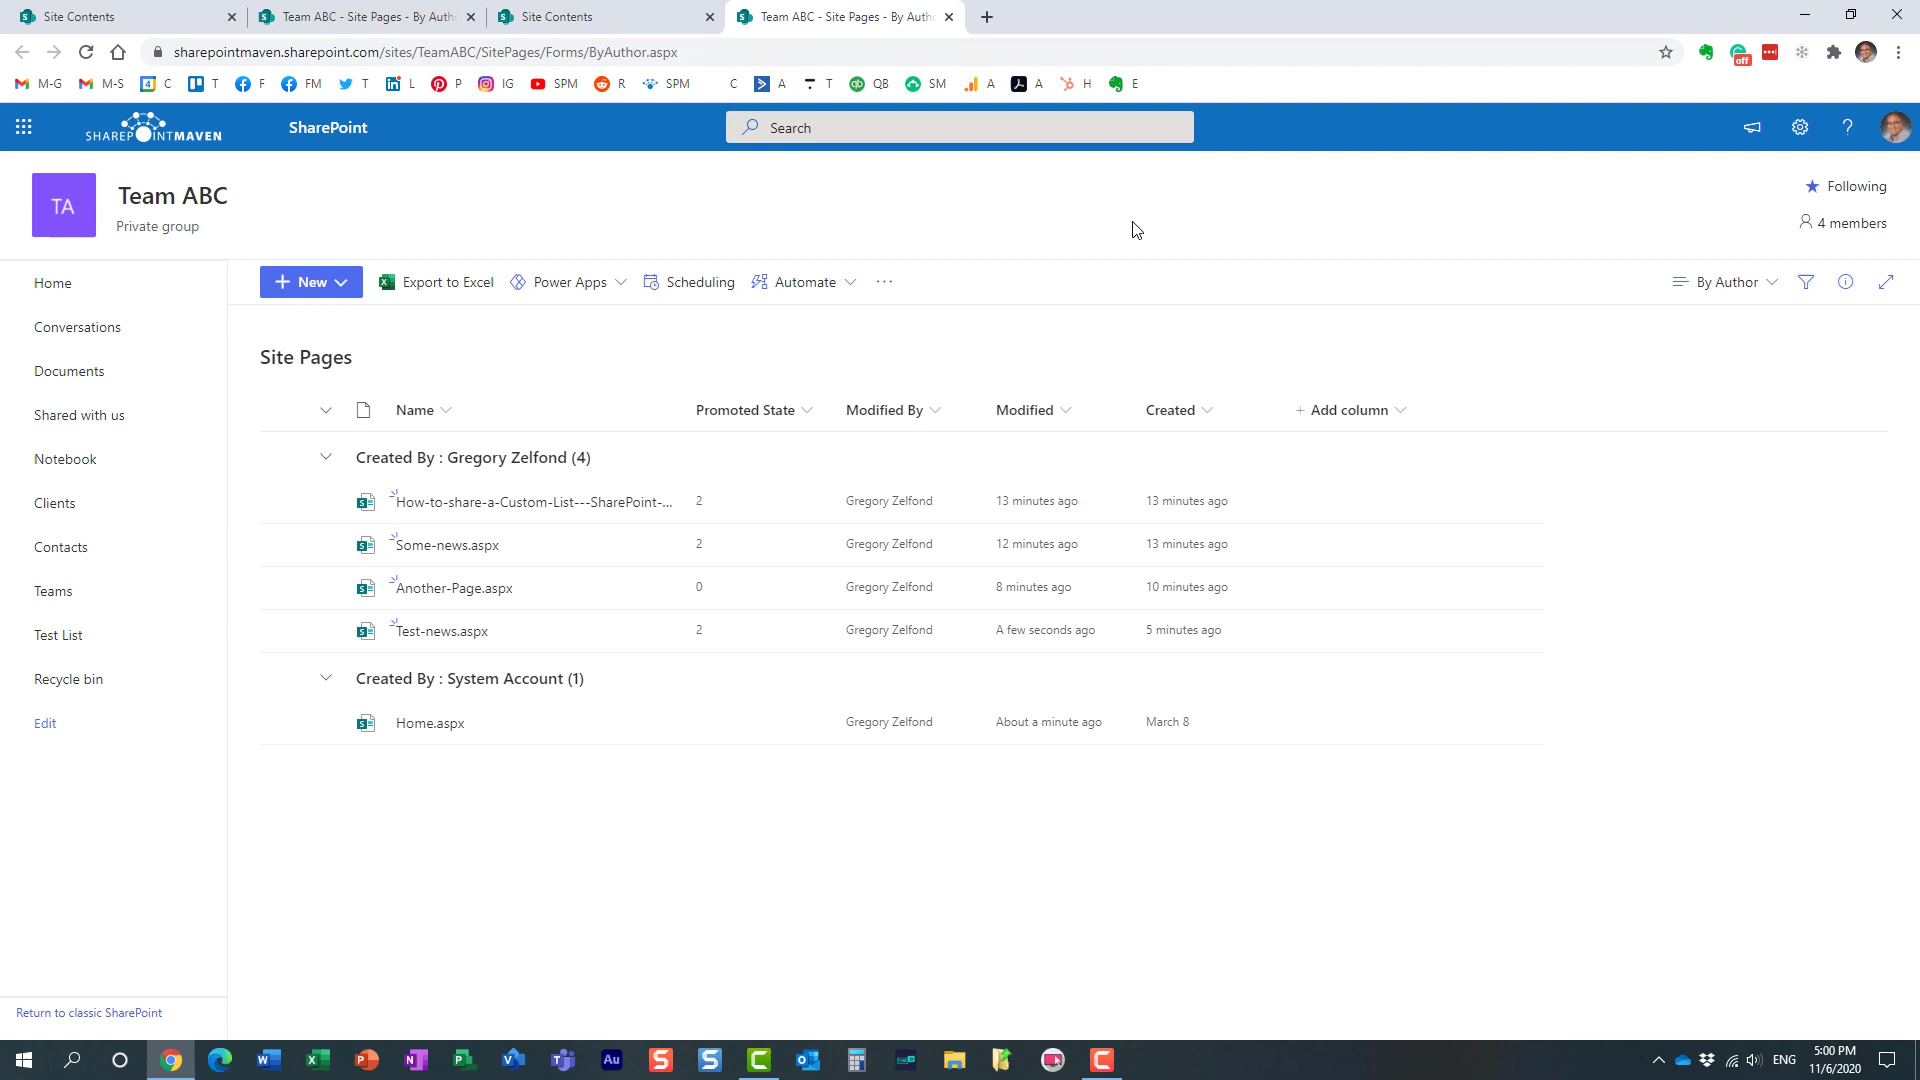 Site Contents
Team ABC - Site Pages - By Autho
Site Contents
Team ABC - Site Pages - By Autho
sharepointmaven.sharepoint.com/sites/TeamABC/SitePages/Forms/ByAuthor.aspx
off
M-G M-S 4 C T F FM T L P IG SPM R SPM C A T QB SM A A H E
SHAREPOINTMAVEN SharePoint Search
TA
Team ABC
Private group
Following
4 members
Home
Conversations
Documents
Shared with us
Notebook
Clients
Contacts
Teams
Test List
Recycle bin
Edit
Return to classic SharePoint
New Export to Excel Power Apps Scheduling Automate ··· By Author
Site Pages
Name Promoted State Modified By Modified Created + Add column
Created By : Gregory Zelfond (4)
How-to-share-a-Custom-List---SharePoint-... 2 Gregory Zelfond 13 minutes ago 13 minutes ago
Some-news.aspx 2 Gregory Zelfond 12 minutes ago 13 minutes ago
Another-Page.aspx 0 Gregory Zelfond 8 minutes ago 10 minutes ago
Test-news.aspx 2 Gregory Zelfond A few seconds ago 5 minutes ago
Created By : System Account (1)
Home.aspx Gregory Zelfond About a minute ago March 8
Au
ENG
5:00 PM
11/6/2020